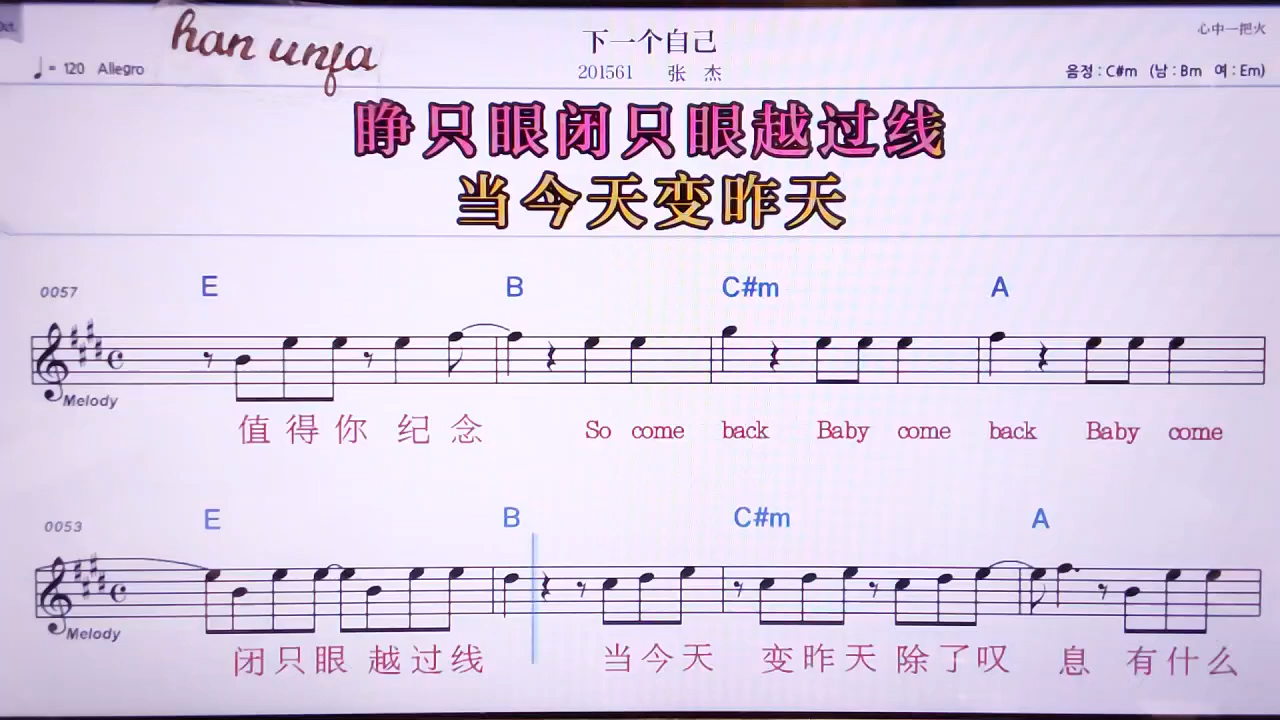 han unja
下一个自己
心中一把火
♩= 120 Allegro
201561 张 杰
음정 : C#m (남 : Bm 여 : Em)
睁只眼闭只眼越过线
当今天变昨天
0057 E B C#m A
Melody
值得你纪念 So come back Baby come back Baby come
0053 E B C#m A
Melody
闭只眼 越过线 当今天 变昨天 除了叹 息 有什么